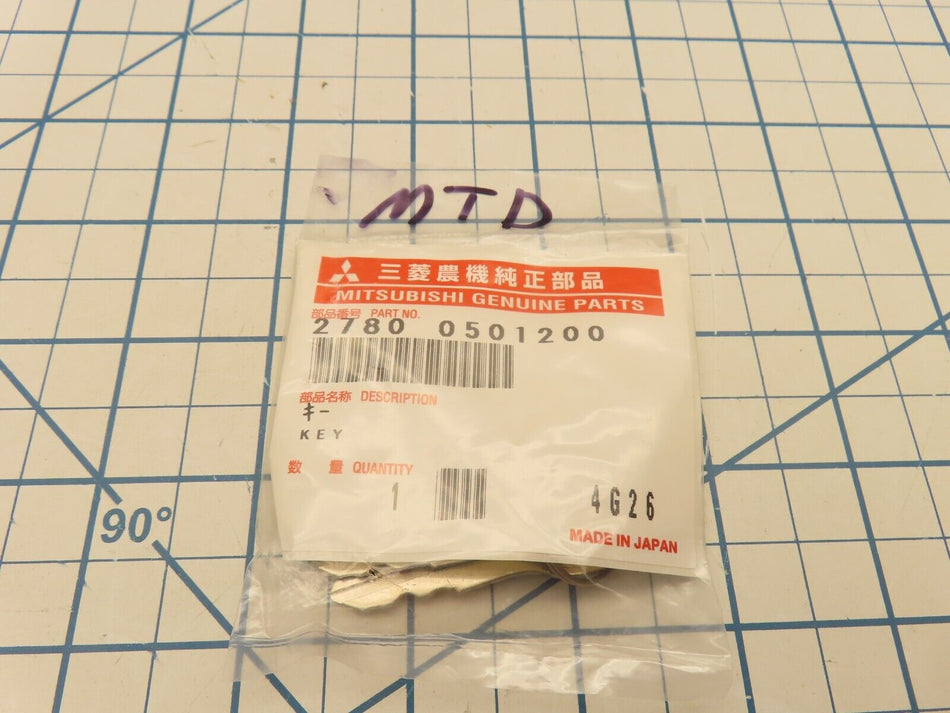 MTD
三菱農機純正部品
MITSUBISHI GENUINE PARTS
部品番号 PART NO.
2780 0501200
部品名称 DESCRIPTION
キー
KEY
数 量 QUANTITY
1
4G26
MADE IN JAPAN
90°